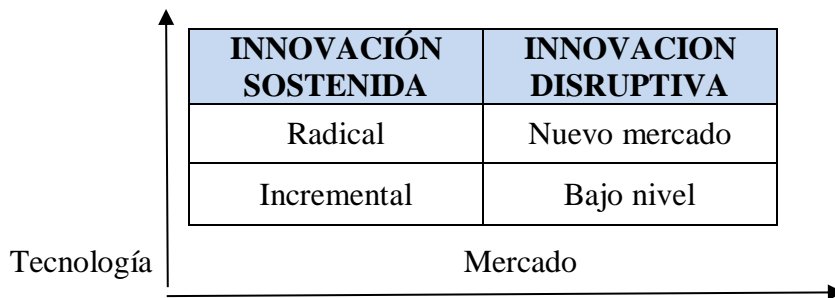 INNOVACIÓN
SOSTENIDA
INNOVACION
DISRUPTIVA
Radical
Nuevo mercado
Incremental
Bajo nivel
Tecnología
Mercado